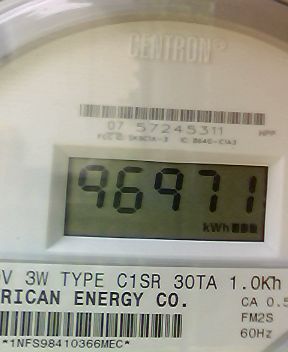 CENTRON®
07 57245311
96971
kWh
V 3W TYPE C1SR 30TA 1.0Kh
RICAN ENERGY CO.
CA 0.5
FM2S
60Hz
*1NFS98410366MEC*